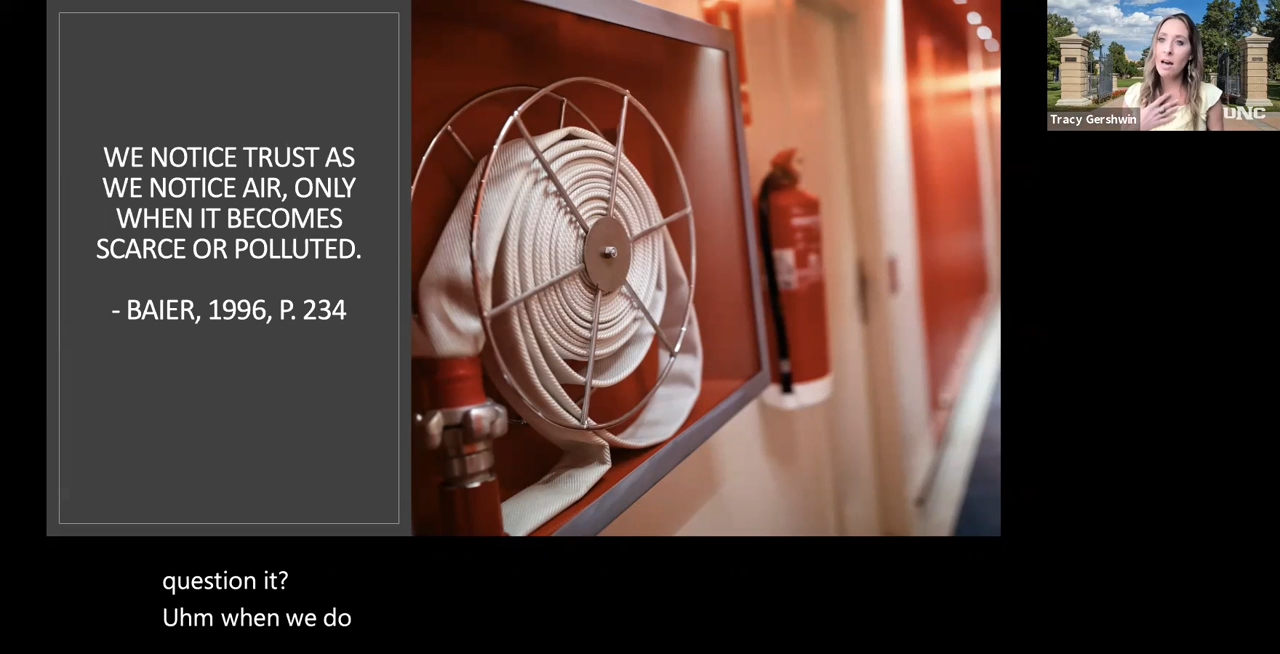 WE NOTICE TRUST AS
WE NOTICE AIR, ONLY
WHEN IT BECOMES
SCARCE OR POLLUTED.
- BAIER, 1996, P. 234
Tracy Gershwin
UNC
question it?
Uhm when we do